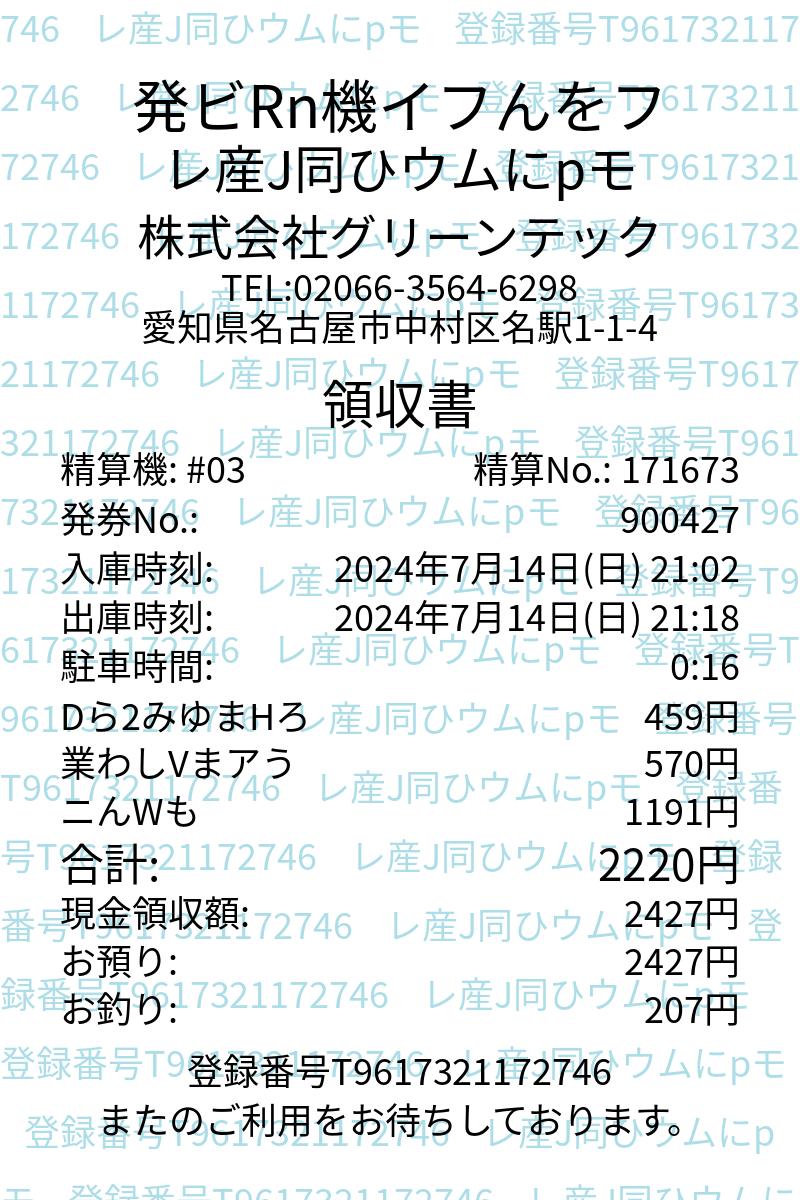 発ビRn機イフんをフ
レ産J同ひウムにpモ
株式会社グリーンテック
TEL:02066-3564-6298
愛知県名古屋市中村区名駅1-1-4
領収書
精算機: #03 精算No.: 171673
発券No.: 900427
入庫時刻: 2024年7月14日(日) 21:02
出庫時刻: 2024年7月14日(日) 21:18
駐車時間: 0:16
Dら2みゆまHろ 459円
業わしVまアう 570円
ニんWも 1191円
合計: 2220円
現金領収額: 2427円
お預り: 2427円
お釣り: 207円
登録番号T9617321172746
またのご利用をお待ちしております。